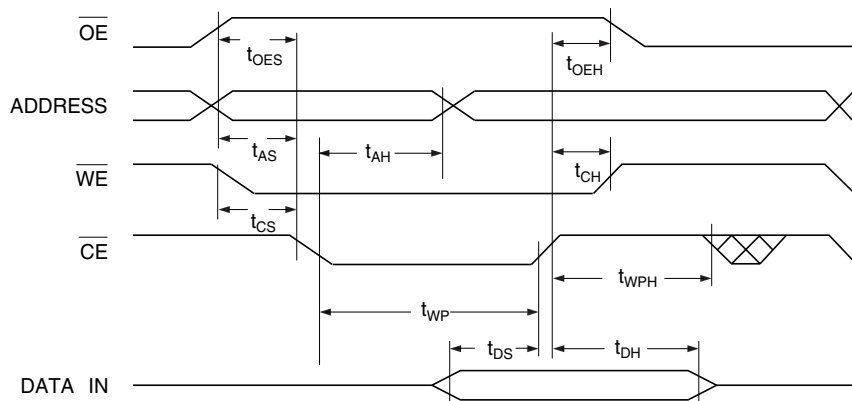 OE
tOES
tOEH
ADDRESS
tAS
tAH
WE
tCH
tCS
CE
tWPH
tWP
tDS
tDH
DATA IN